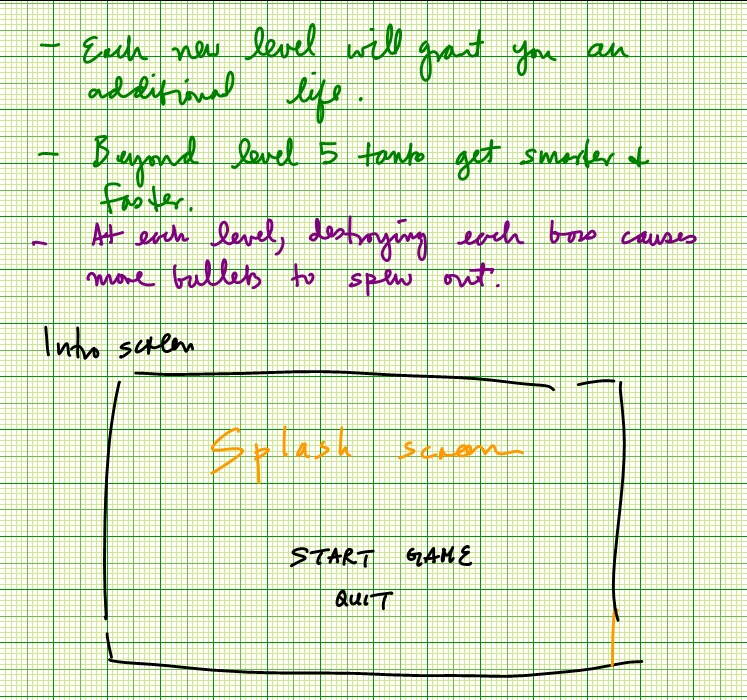 - Each new level will grant you an
additional life.
- Beyond level 5 tanks get smarter &
faster.
- At each level, destroying each boss causes
more bullets to spew out.
Intro screen
Splash screen
START GAME
QUIT